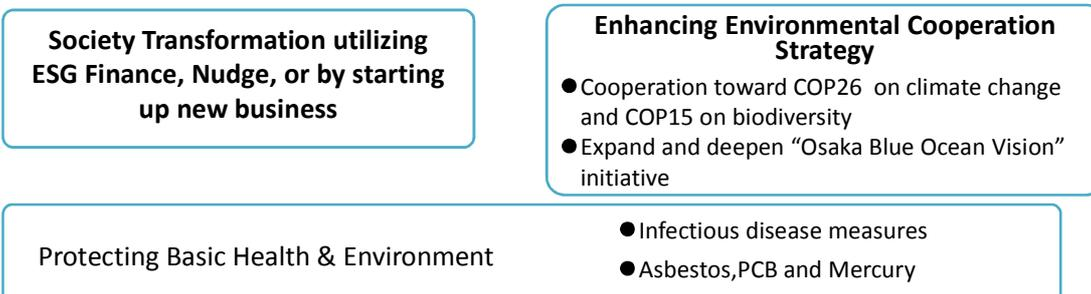 Society Transformation utilizing
ESG Finance, Nudge, or by starting
up new business
Enhancing Environmental Cooperation
Strategy
●Cooperation toward COP26 on climate change
and COP15 on biodiversity
●Expand and deepen “Osaka Blue Ocean Vision”
initiative
Protecting Basic Health & Environment
●Infectious disease measures
●Asbestos,PCB and Mercury